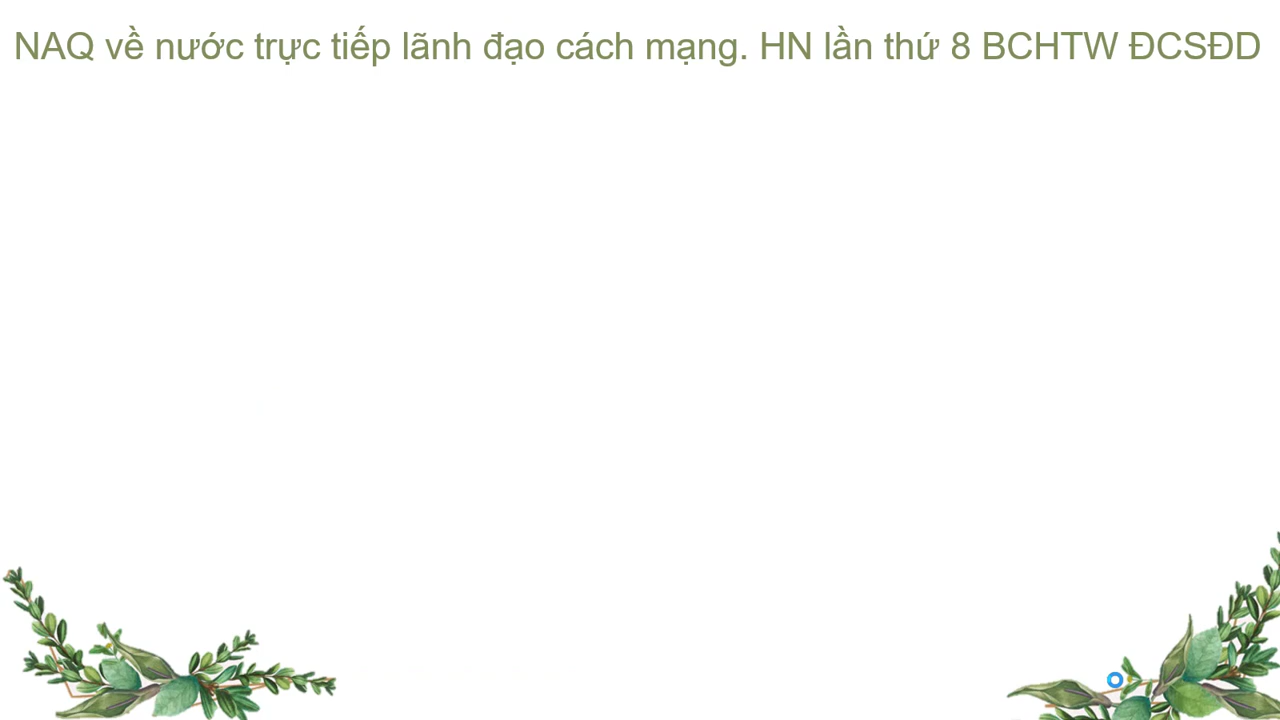 NAQ về nước trực tiếp lãnh đạo cách mạng. HN lần thứ 8 BCHTW ĐCSĐD